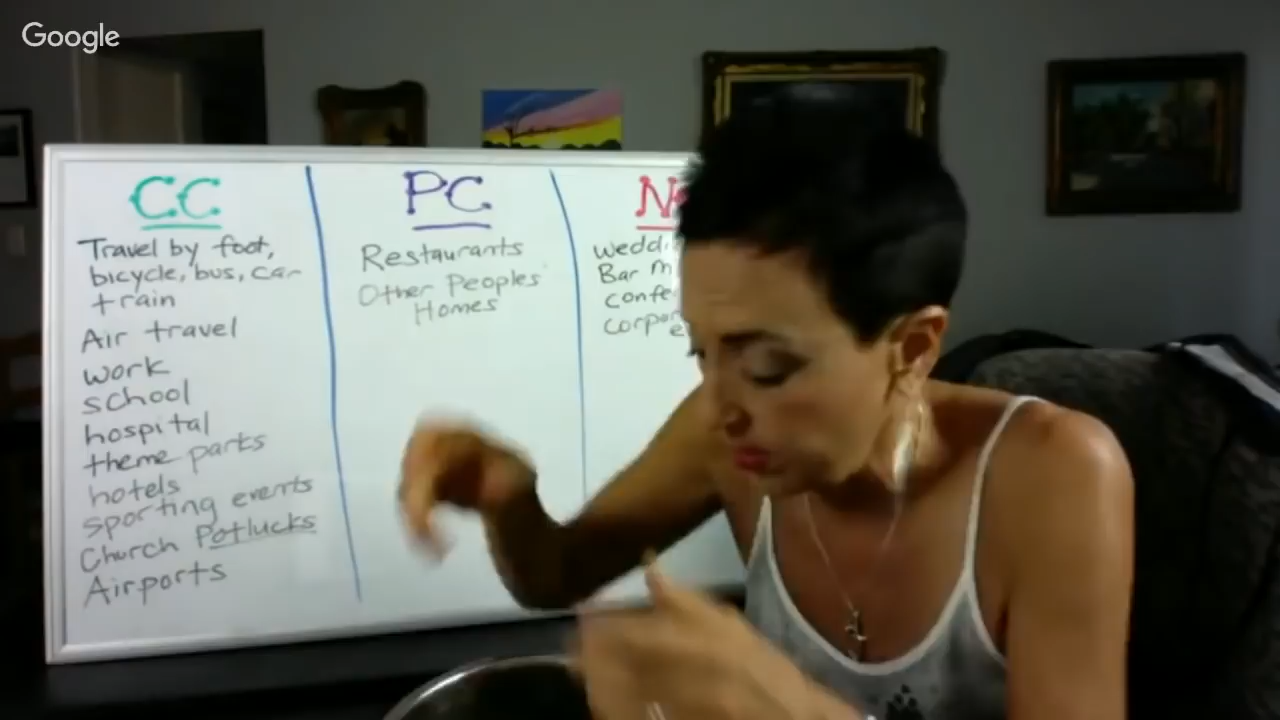 Google
CC
Travel by foot,
bicycle, bus, car
train
Air travel
work
school
hospital
theme parks
hotels
sporting events
Church Potlucks
Airports
PC
Restaurants
Other Peoples
Homes
Bar